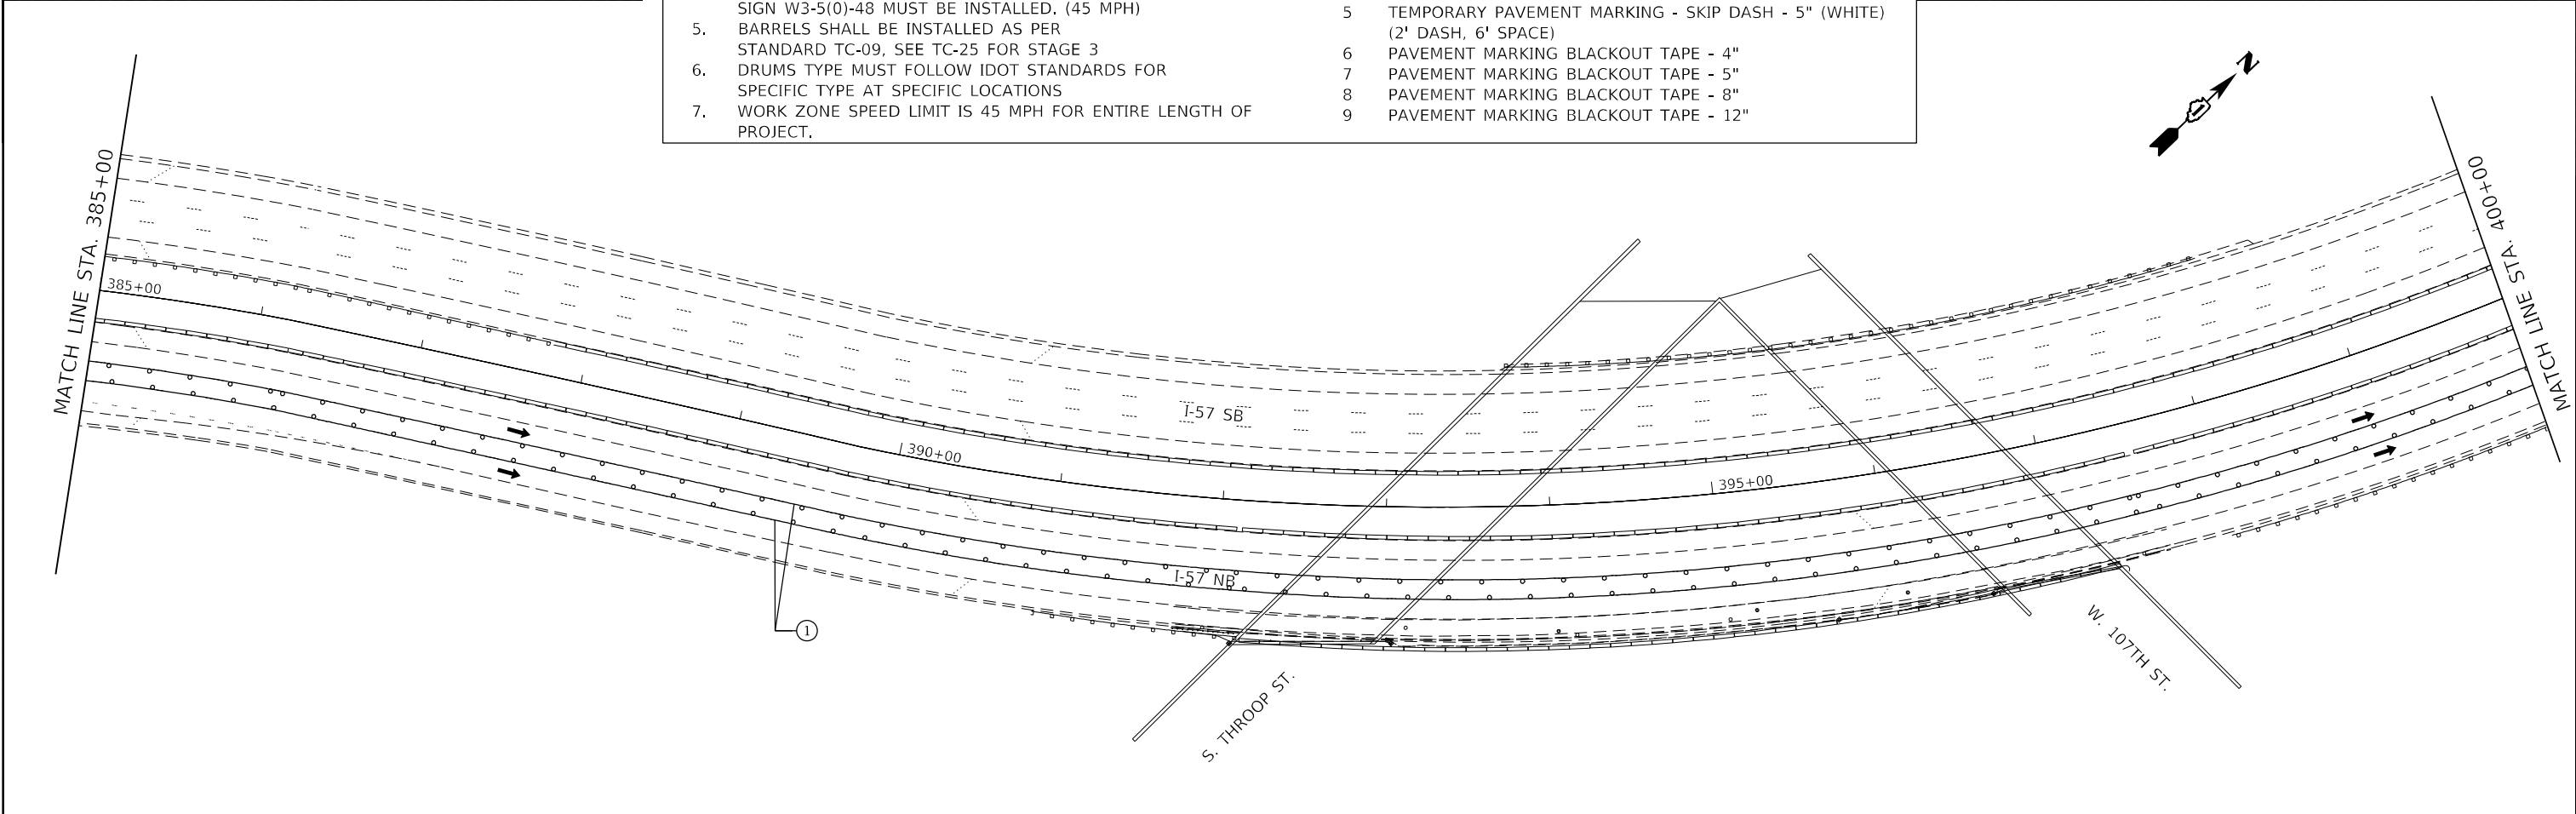 SIGN W3-5(0)-48 MUST BE INSTALLED. (45 MPH)
5. BARRELS SHALL BE INSTALLED AS PER
STANDARD TC-09, SEE TC-25 FOR STAGE 3
6. DRUMS TYPE MUST FOLLOW IDOT STANDARDS FOR
SPECIFIC TYPE AT SPECIFIC LOCATIONS
7. WORK ZONE SPEED LIMIT IS 45 MPH FOR ENTIRE LENGTH OF
PROJECT.
5 TEMPORARY PAVEMENT MARKING - SKIP DASH - 5" (WHITE)
(2' DASH, 6' SPACE)
6 PAVEMENT MARKING BLACKOUT TAPE - 4"
7 PAVEMENT MARKING BLACKOUT TAPE - 5"
8 PAVEMENT MARKING BLACKOUT TAPE - 8"
9 PAVEMENT MARKING BLACKOUT TAPE - 12"
N
MATCH LINE STA. 385+00
385+00
I-57 SB
390+00
395+00
I-57 NB
1
S. THROOP ST.
W. 107TH ST.
MATCH LINE STA. 400+00